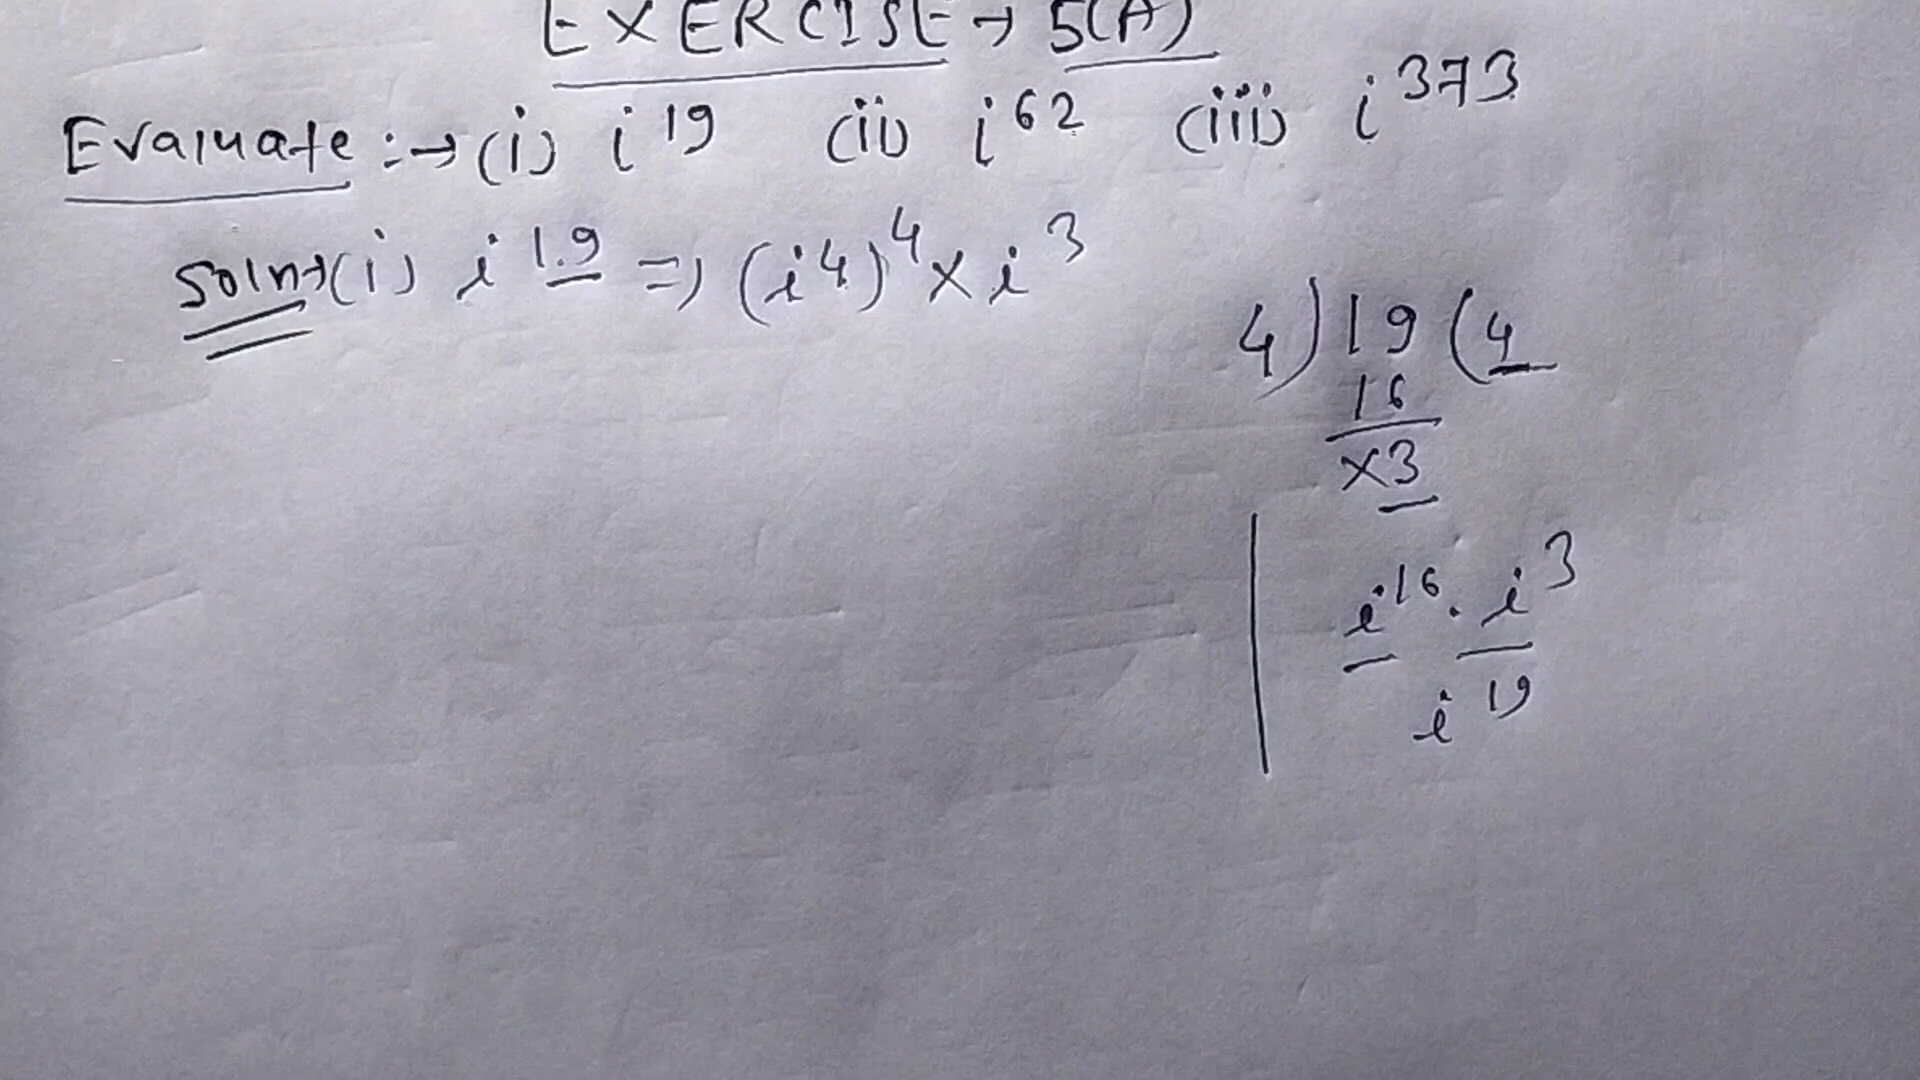 EXERCISE → 5(A)
Evaluate :→ (i) i^19 (ii) i^62 (iii) i^373
Soln→(i) i^19 => (i^4)^4 × i^3
4)19(4
16
×3
i^16 . i^3
i^19